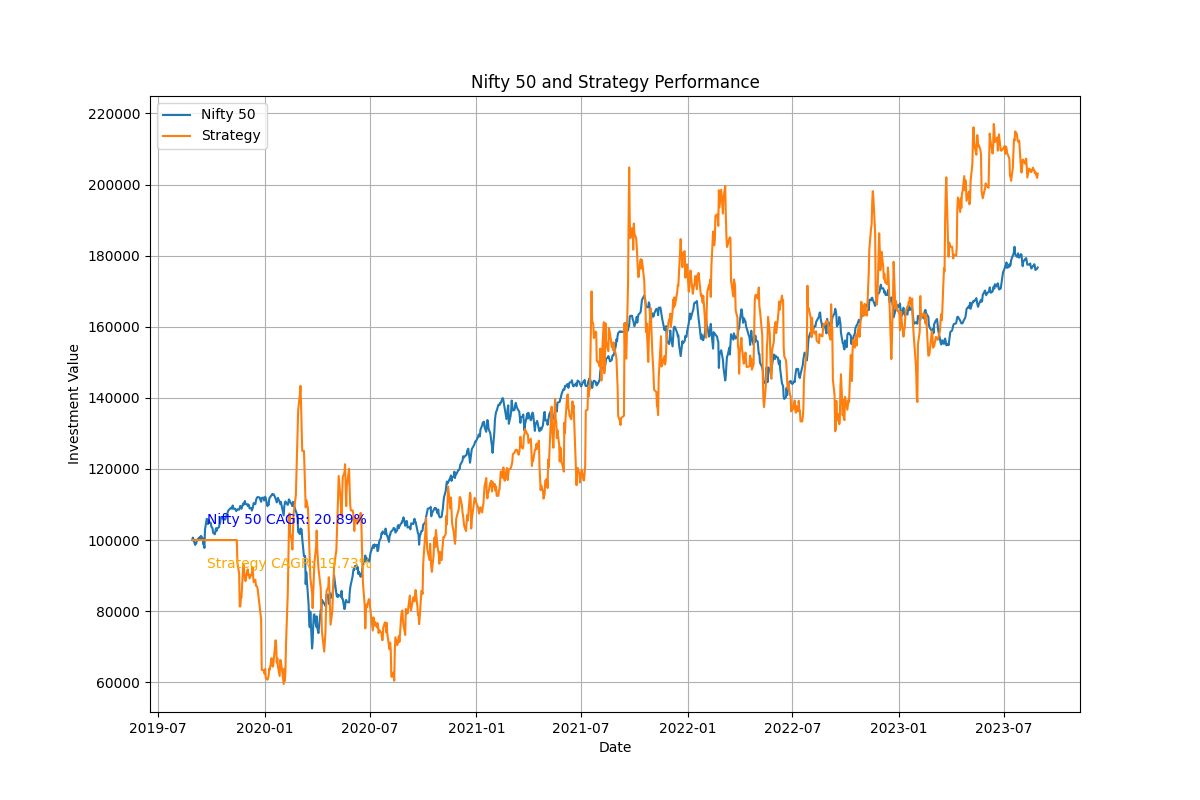 Nifty 50 and Strategy Performance
Nifty 50
Strategy
220000
200000
180000
160000
140000
120000
100000
80000
60000
Investment Value
Nifty 50 CAGR: 20.89%
Strategy CAGR: 19.73%
2019-07 2020-01 2020-07 2021-01 2021-07 2022-01 2022-07 2023-01 2023-07
Date